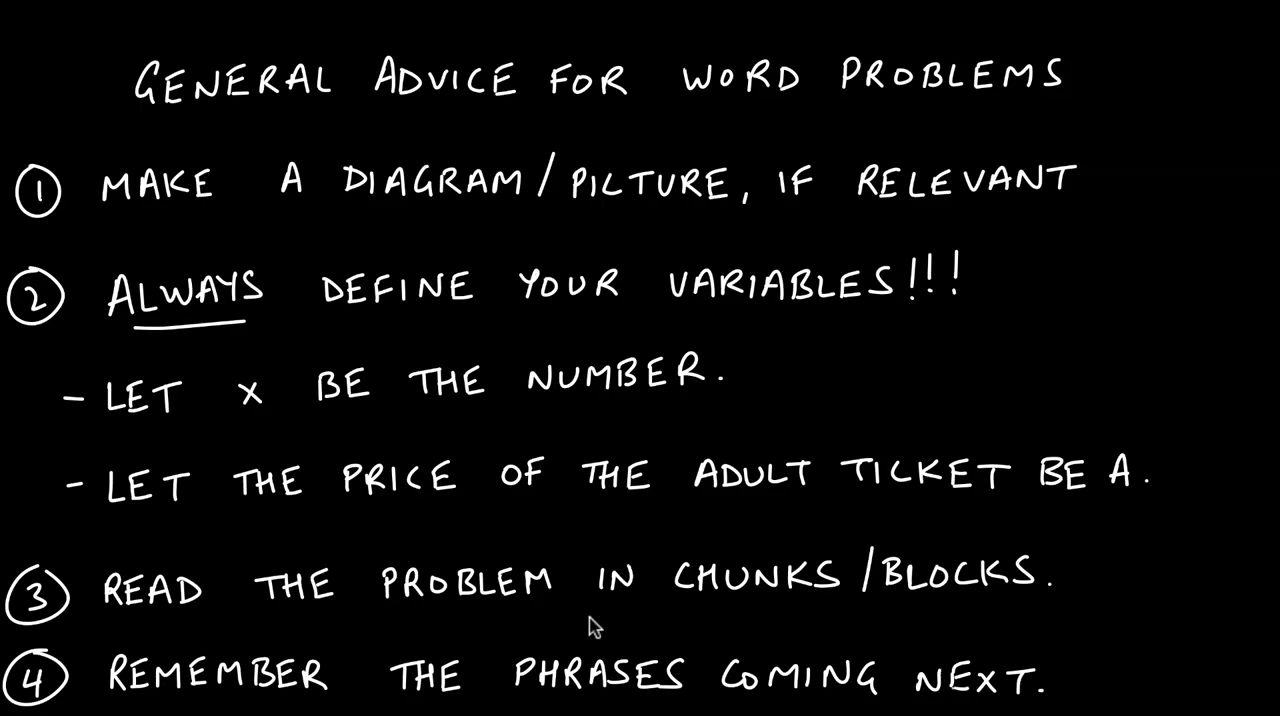 GENERAL ADVICE FOR WORD PROBLEMS
① MAKE A DIAGRAM/PICTURE, IF RELEVANT
② ALWAYS DEFINE YOUR VARIABLES!!!
- LET x BE THE NUMBER.
- LET THE PRICE OF THE ADULT TICKET BE A.
③ READ THE PROBLEM IN CHUNKS/BLOCKS.
④ REMEMBER THE PHRASES COMING NEXT.